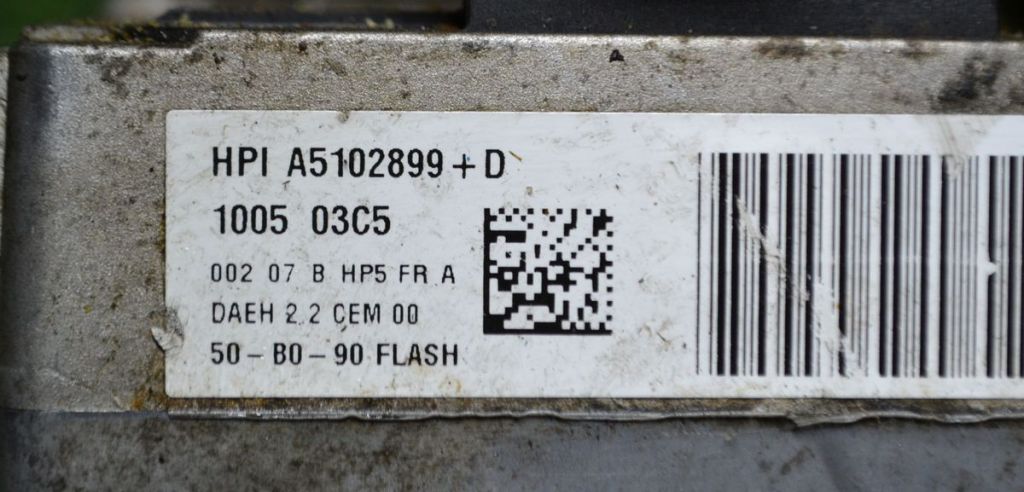 HPI A5102899+D
1005 03C5
002 07 B HP5 FR A
DAEH 2.2 CEM 00
50-B0-90 FLASH